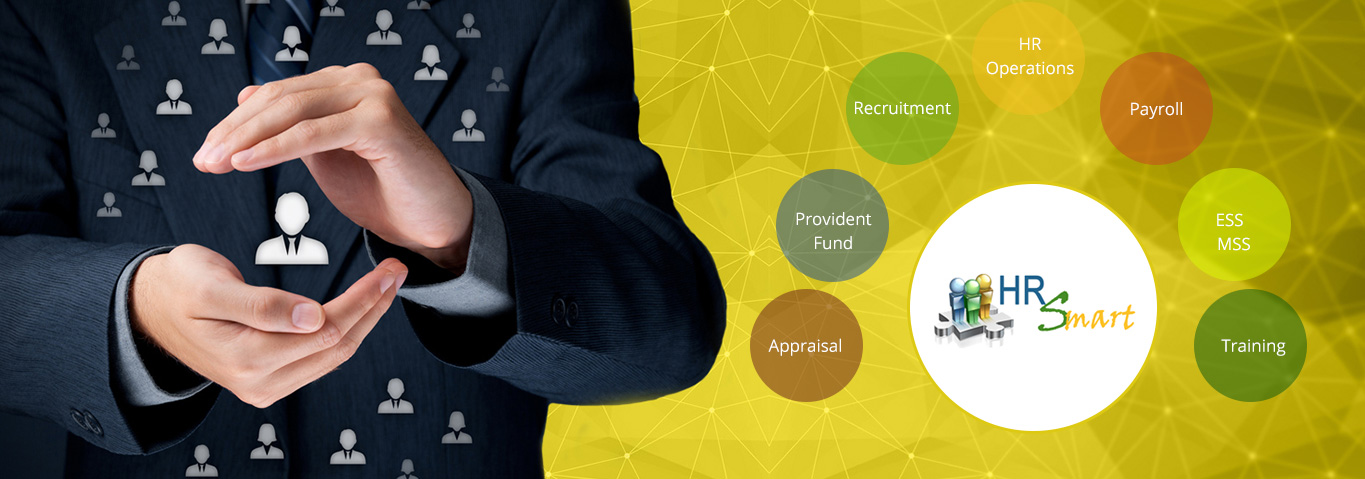 HR
Operations
Recruitment
Payroll
Provident
Fund
ESS
MSS
Appraisal
Training
HR
Smart